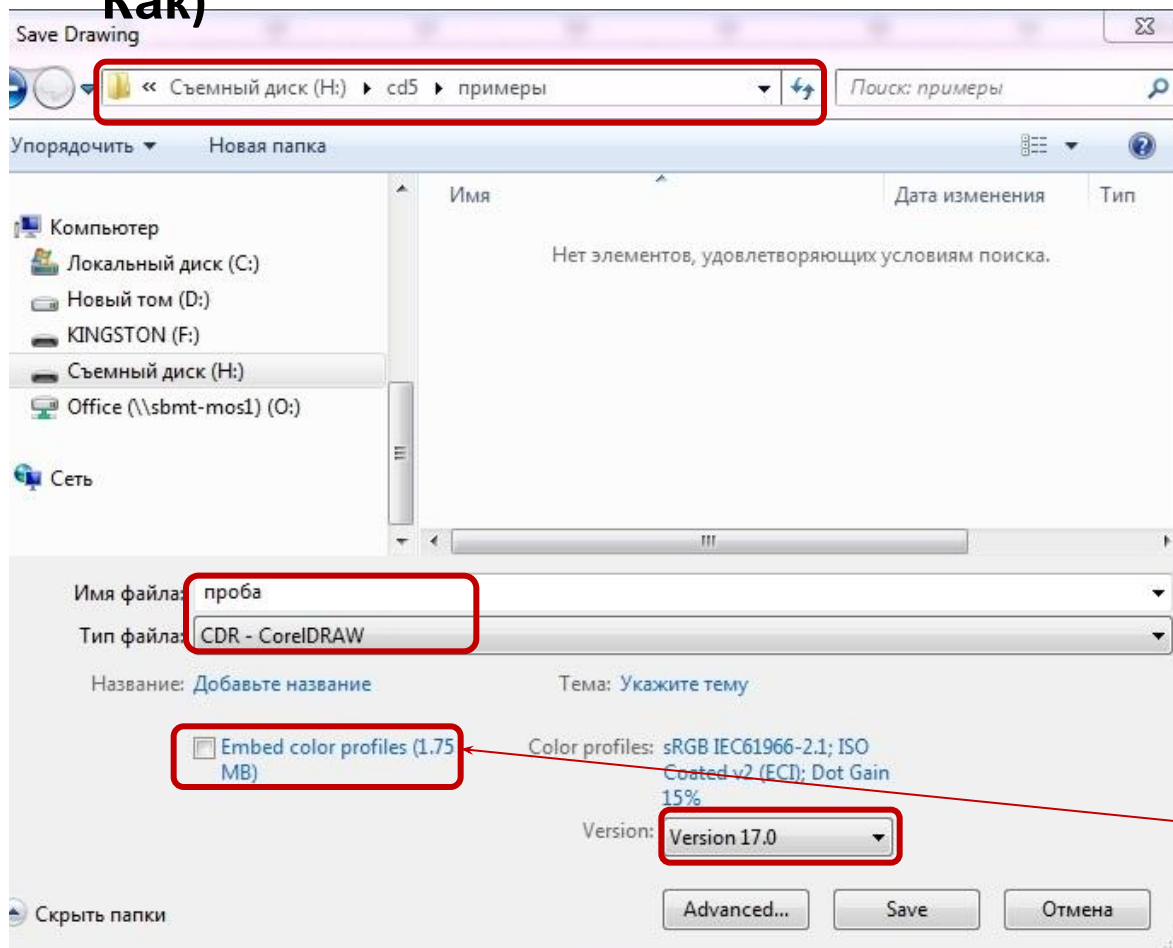 Как)
Save Drawing
« Съемный диск (H:) ▸ cd5 ▸ примеры
Поиск: примеры
Упорядочить
Новая папка
Имя
Дата изменения
Тип
Компьютер
Локальный диск (C:)
Новый том (D:)
KINGSTON (F:)
Съемный диск (H:)
Office (\\sbmt-mos1) (O:)
Сеть
Нет элементов, удовлетворяющих условиям поиска.
Имя файла: проба
Тип файла: CDR - CorelDRAW
Название: Добавьте название
Тема: Укажите тему
Embed color profiles (1.75
MB)
Color profiles: sRGB IEC61966-2.1; ISO
Coated v2 (ECI); Dot Gain
15%
Version: Version 17.0
Скрыть папки
Advanced...
Save
Отмена